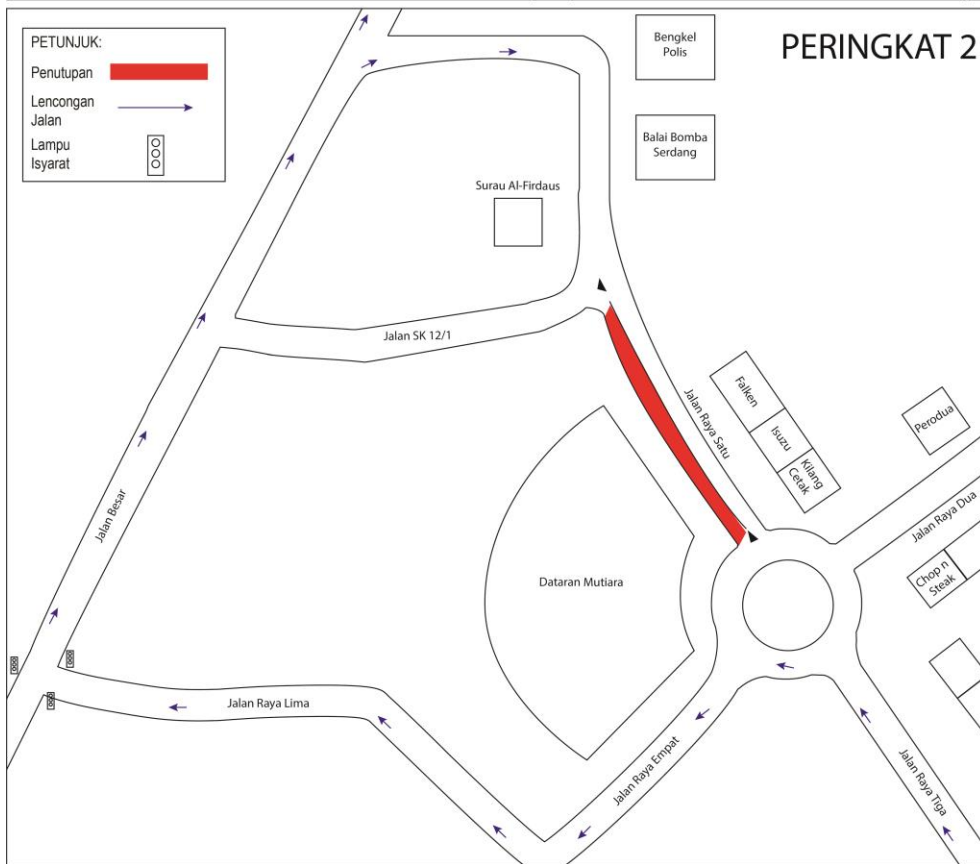 PERINGKAT 2
PETUNJUK:
Penutupan
Lencongan
Jalan
Lampu
Isyarat
Bengkel
Polis
Balai Bomba
Serdang
Surau Al-Firdaus
Jalan SK 12/1
Jalan Raya Satu
Falken
Isuzu
Kilang
Cetak
Perodua
Jalan Raya Dua
Chop n
Steak
Jalan Besar
Dataran Mutiara
Jalan Raya Lima
Jalan Raya Empat
Jalan Raya Tiga